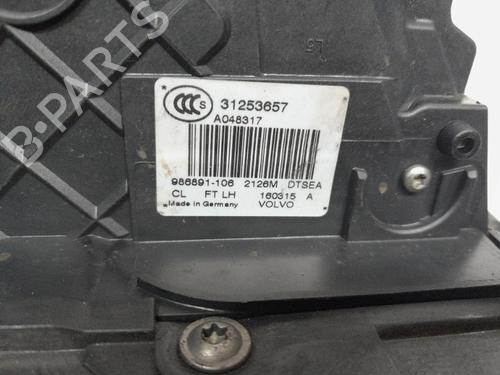 B-PARTS
S 31253657
A048317
986891-106 2126M DTSEA
CL FT LH 160315 A
Made in Germany VOLVO